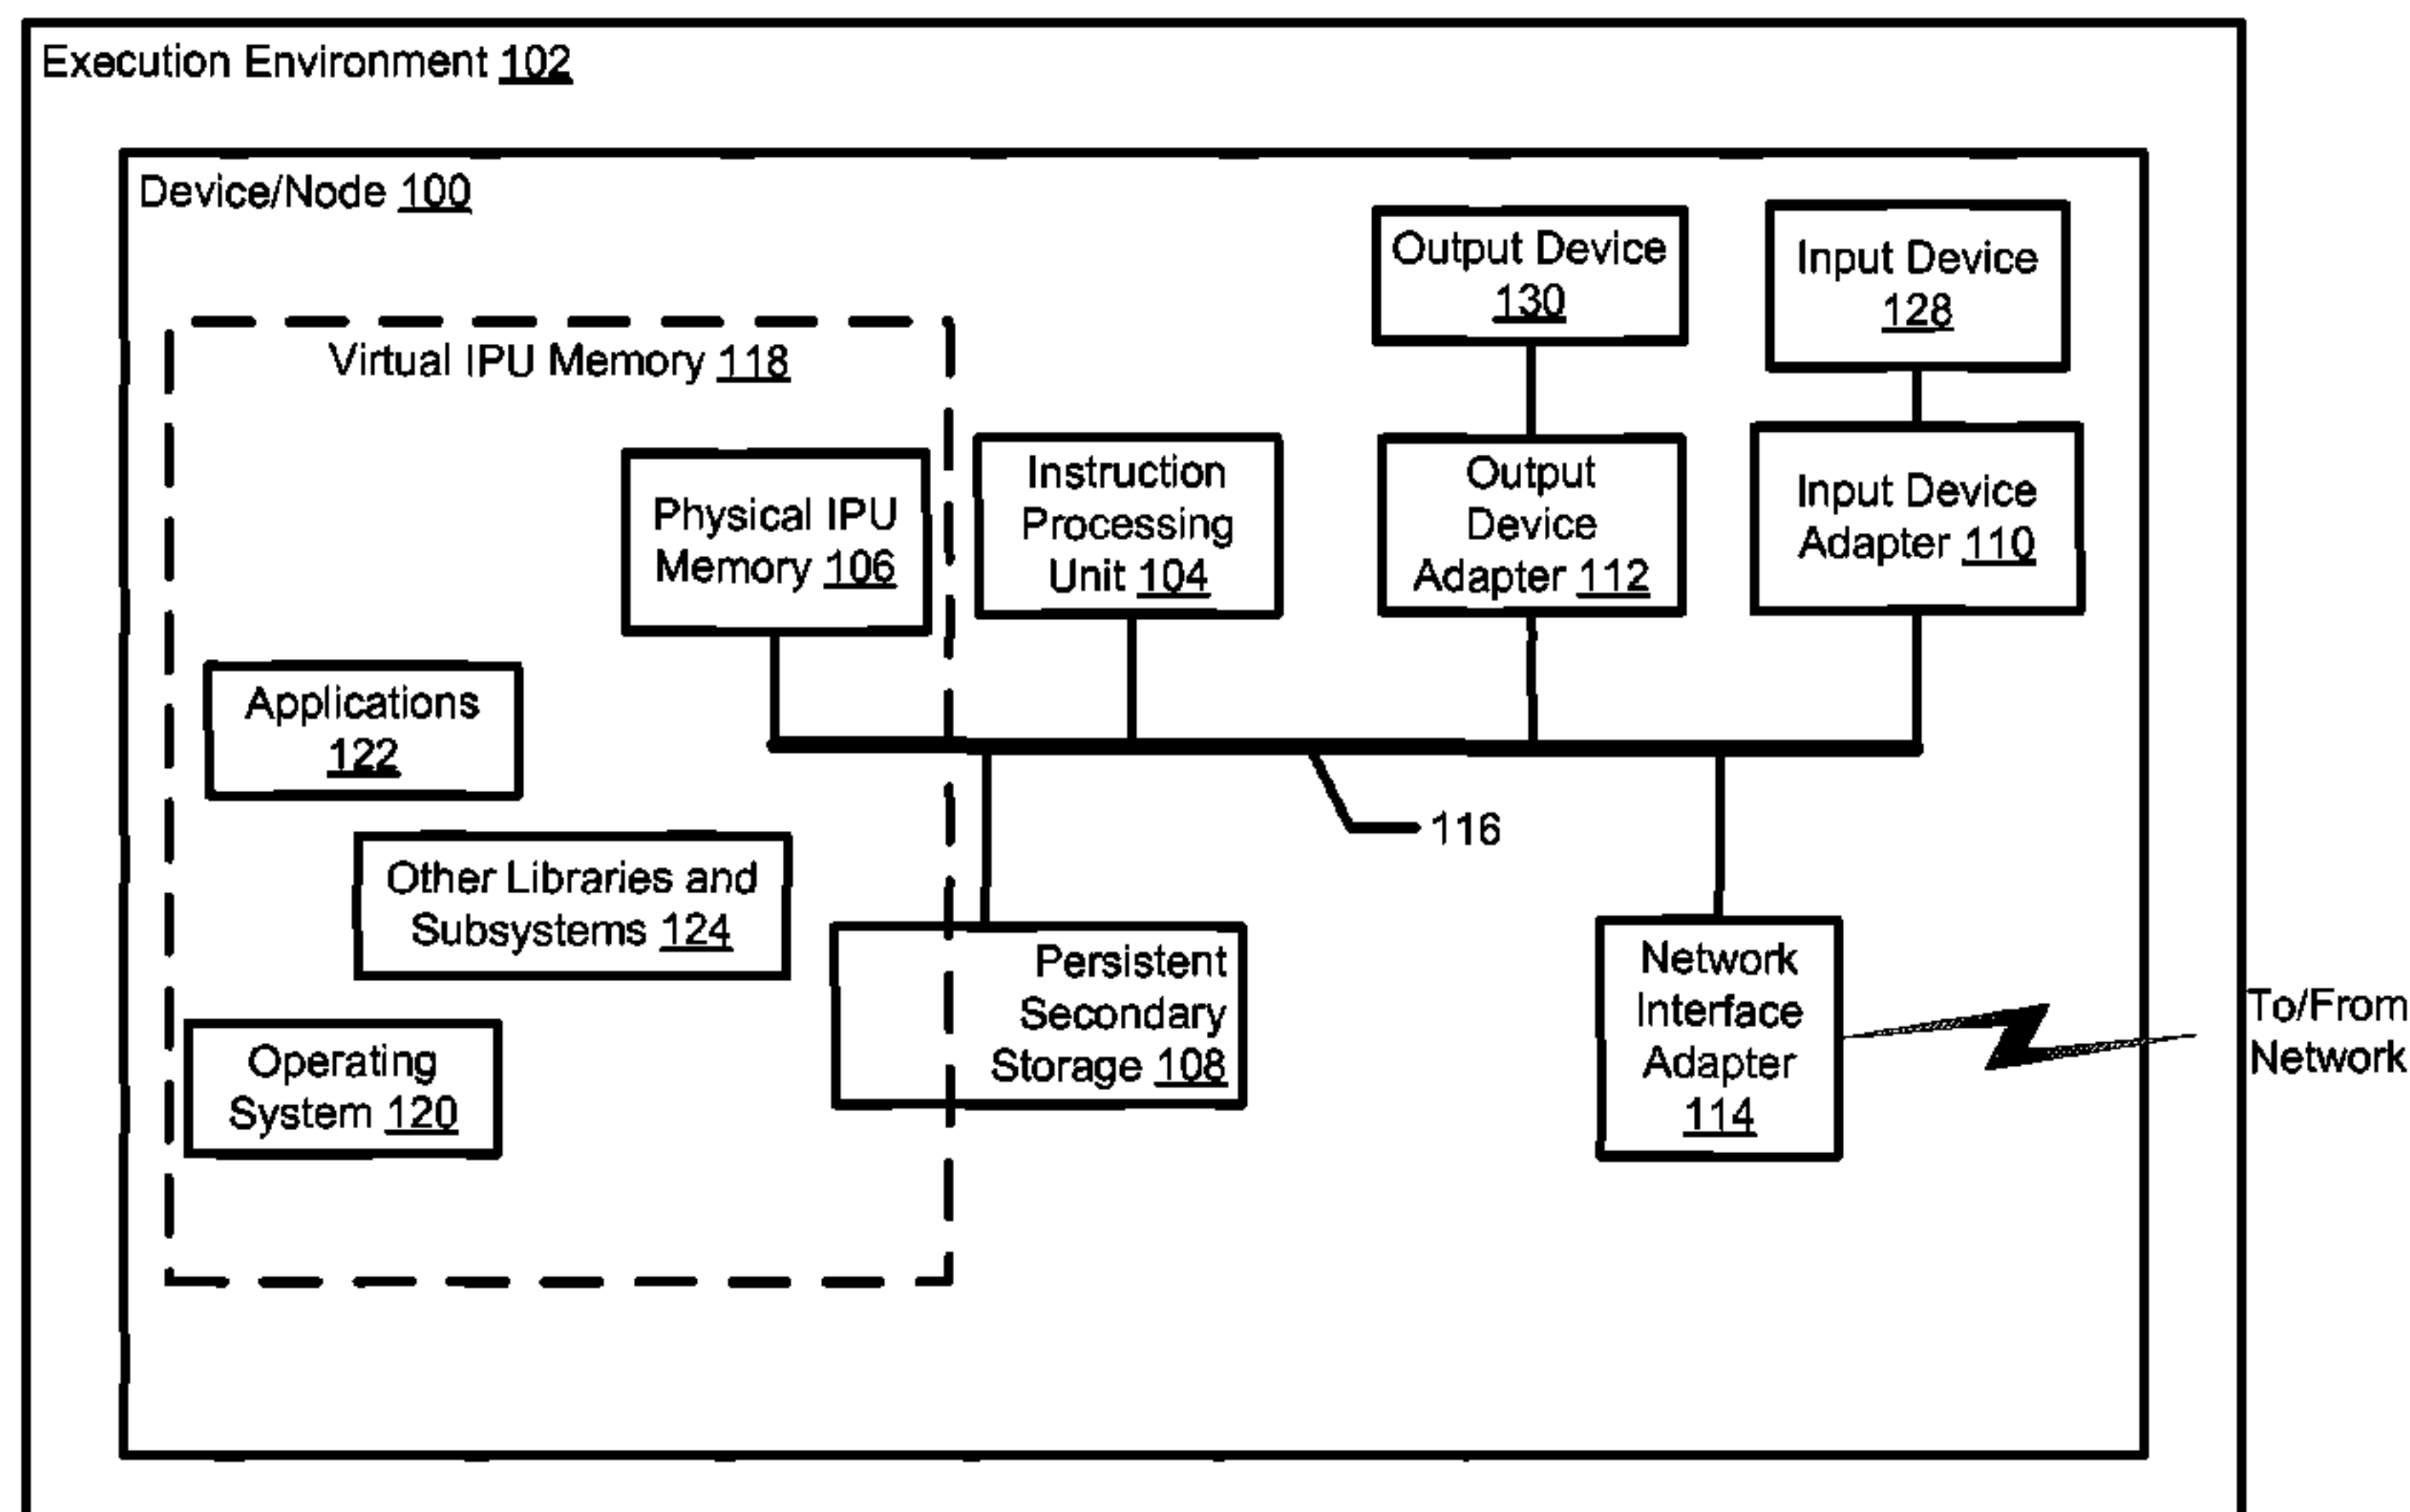 Execution Environment 102
Device/Node 100
Output Device
130
Input Device
128
Virtual IPU Memory 118
Physical IPU
Memory 106
Instruction
Processing
Unit 104
Output
Device
Adapter 112
Input Device
Adapter 110
Applications
122
116
Other Libraries and
Subsystems 124
Persistent
Secondary
Storage 108
Network
Interface
Adapter
114
To/From
Network
Operating
System 120